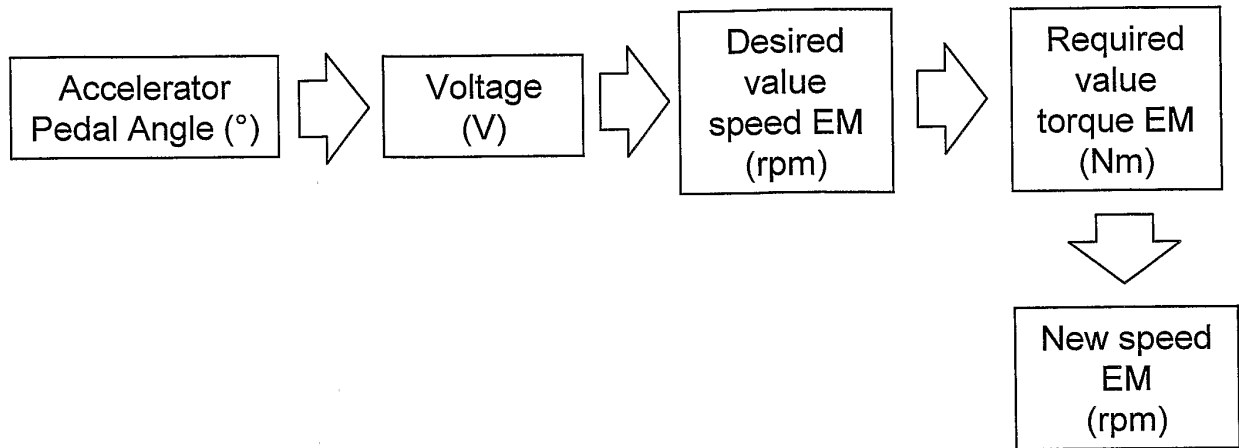 Accelerator
Pedal Angle (°)
Voltage
(V)
Desired
value
speed EM
(rpm)
Required
value
torque EM
(Nm)
New speed
EM
(rpm)